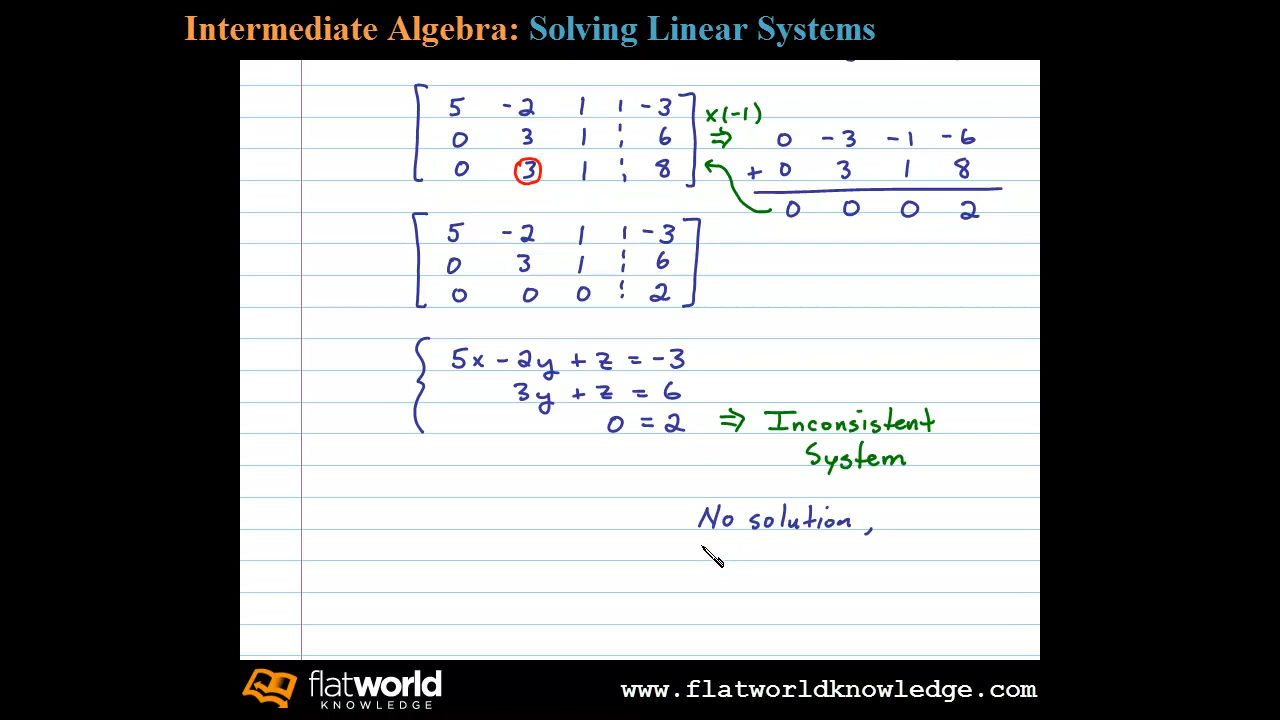 Intermediate Algebra: Solving Linear Systems
5 -2 1 ¦ -3
0 3 1 ¦ 6
0 3 1 ¦ 8
x(-1)
⇒
0 -3 -1 -6
+ 0 3 1 8
0 0 0 2
5 -2 1 ¦ -3
0 3 1 ¦ 6
0 0 0 ¦ 2
5x - 2y + z = -3
3y + z = 6
0 = 2 ⇒ Inconsistent
System
No solution,
flatworld
KNOWLEDGE
www.flatworldknowledge.com